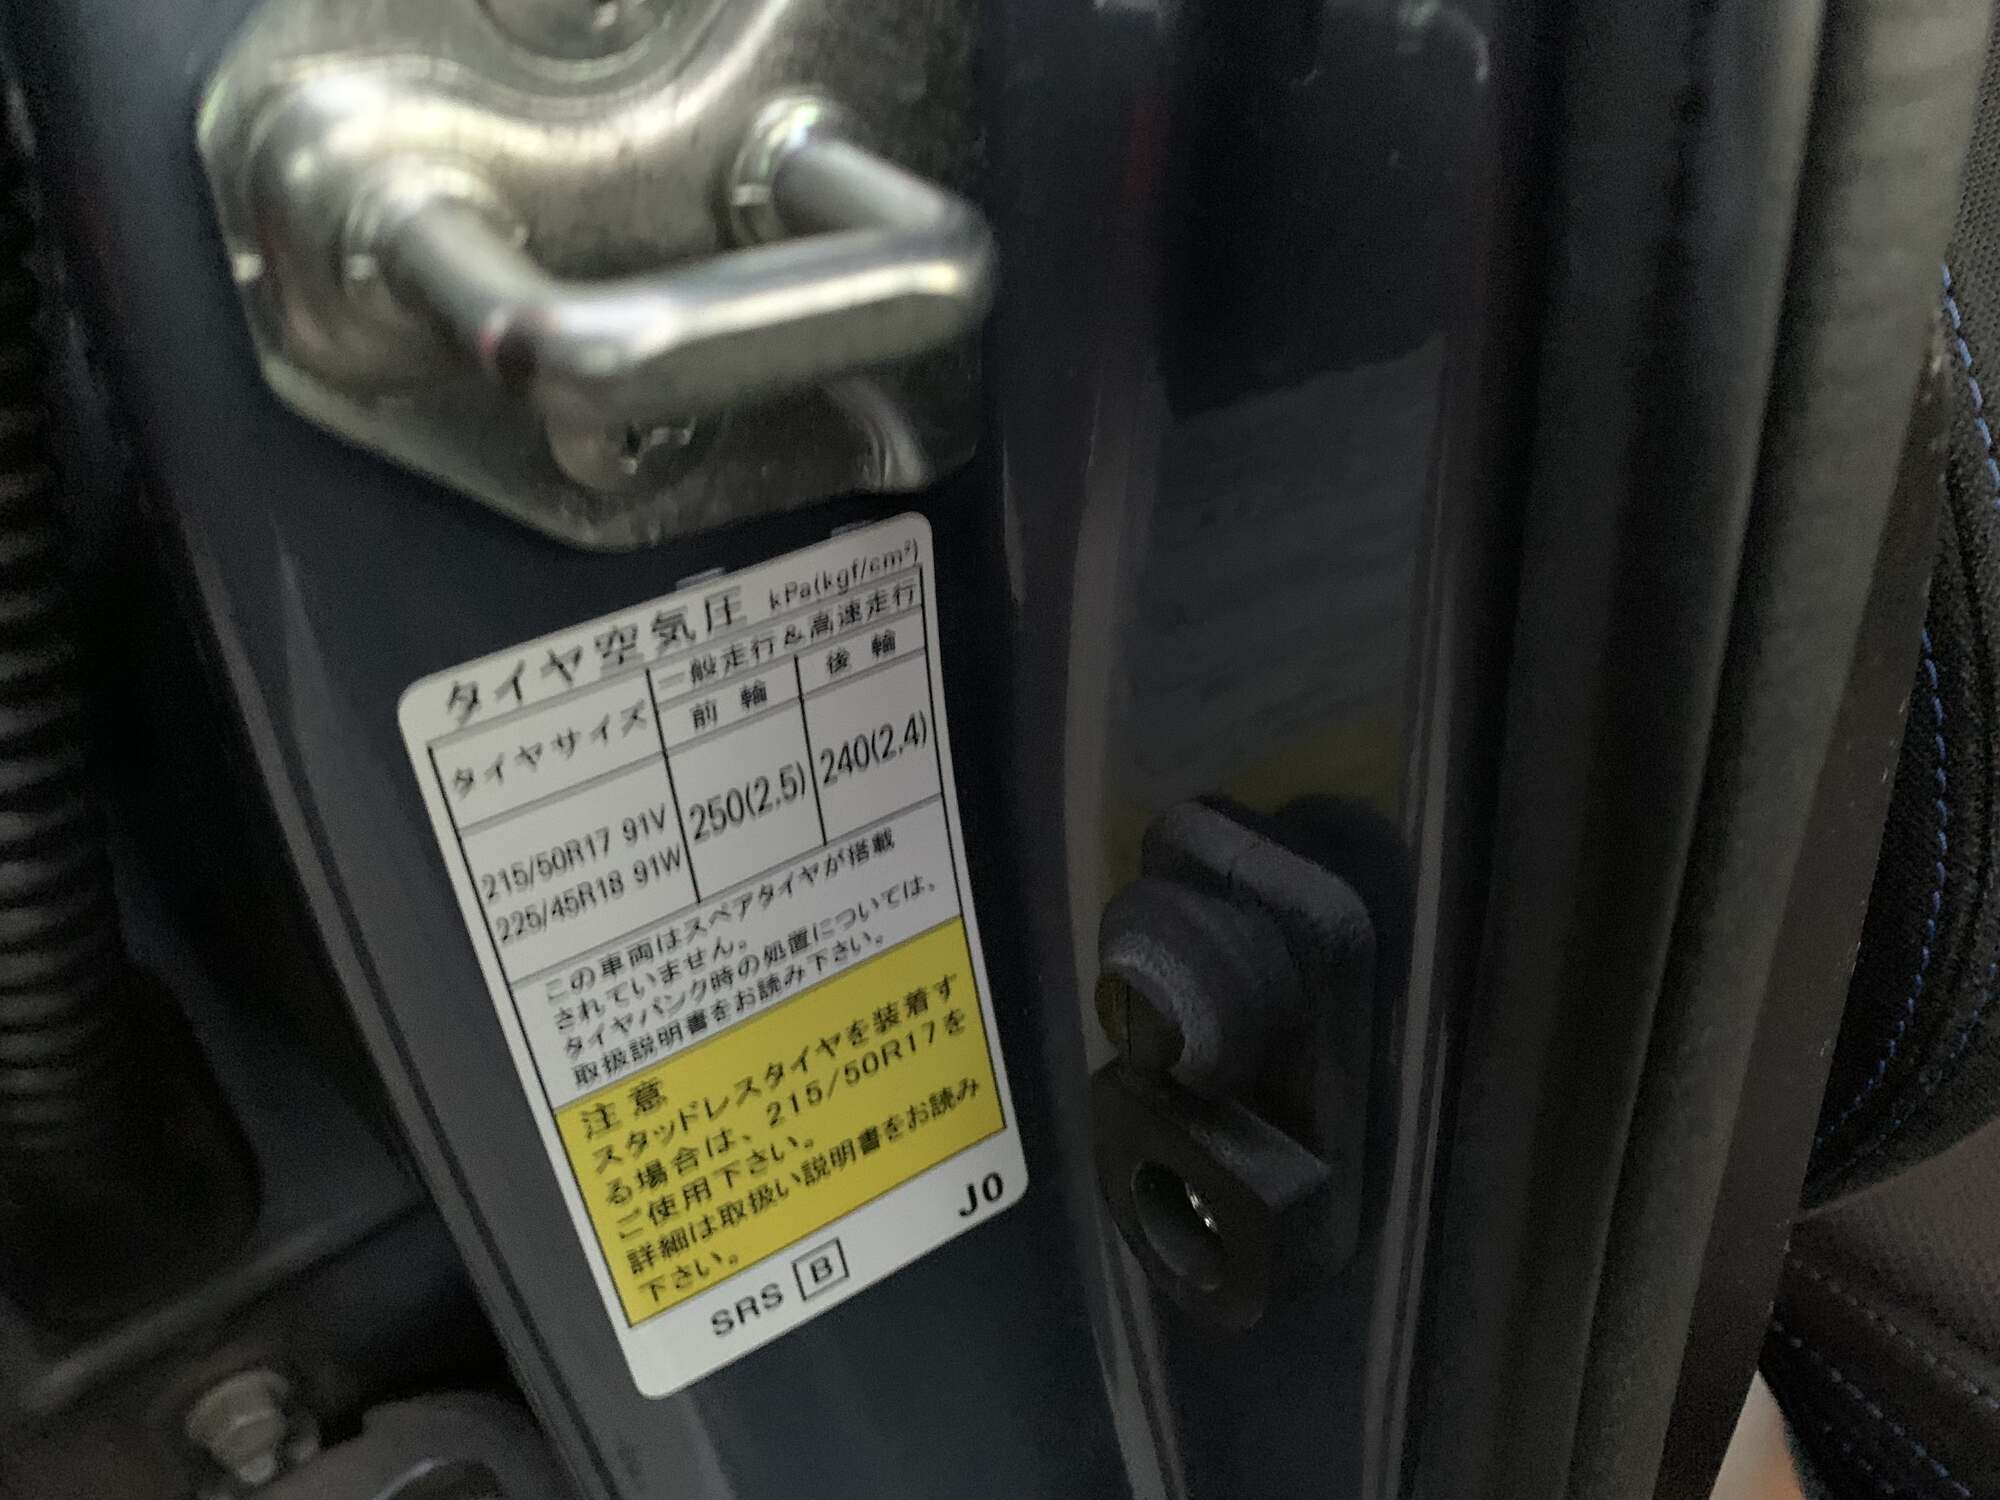 タイヤ空気圧 kPa(kgf/cm²)
タイヤサイズ 一般走行&高速走行
前輪 後輪
215/50R17 91V
225/45R18 91W
250(2.5) 240(2.4)
この車両はスペアタイヤが搭載
されていません。
タイヤパンク時の処置については、
取扱説明書をお読み下さい。
注意
スタッドレスタイヤを装着す
る場合は、215/50R17を
ご使用下さい。
詳細は取扱い説明書をお読み
下さい。
SRS B J0